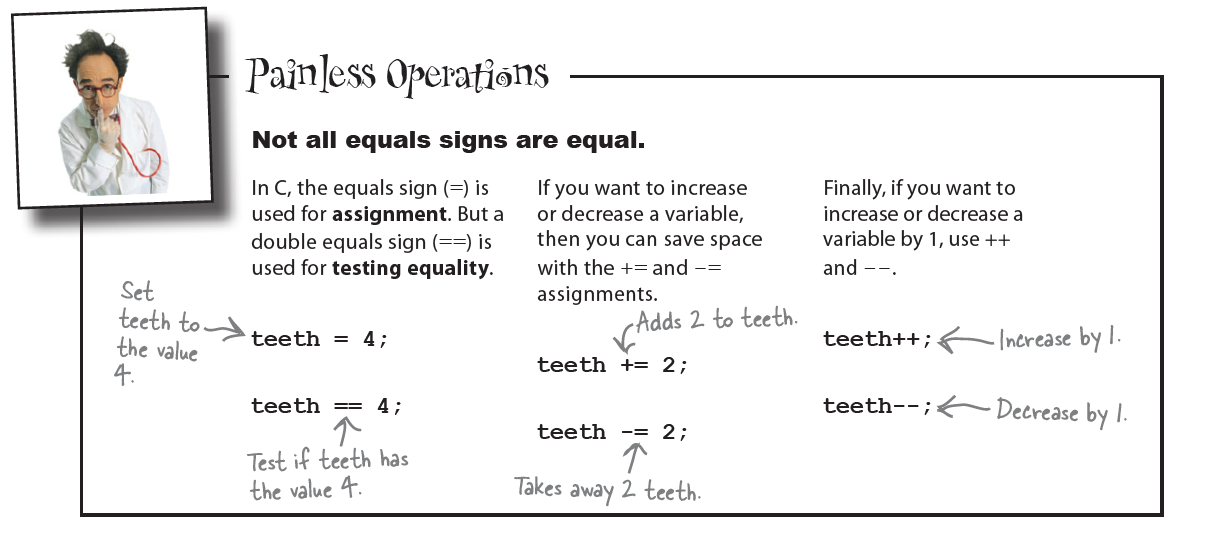 Painless Operations
Not all equals signs are equal.
In C, the equals sign (=) is
used for assignment. But a
double equals sign (==) is
used for testing equality.
Set
teeth to
the value
4.
teeth = 4;
teeth == 4;
Test if teeth has
the value 4.
If you want to increase
or decrease a variable,
then you can save space
with the += and -=
assignments.
Adds 2 to teeth.
teeth += 2;
teeth -= 2;
Takes away 2 teeth.
Finally, if you want to
increase or decrease a
variable by 1, use ++
and --.
teeth++;
Increase by 1.
teeth--;
Decrease by 1.